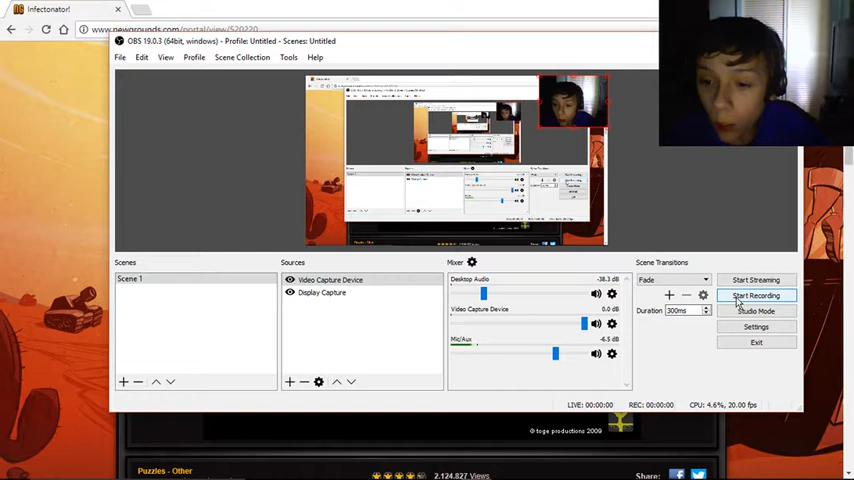 Infectonator!
www.newgrounds.com/portal/view/520220
OBS 19.0.3 (64bit, windows) - Profile: Untitled - Scenes: Untitled
File Edit View Profile Scene Collection Tools Help
Scenes Sources Mixer Scene Transitions
Scene 1
Video Capture Device
Display Capture
Desktop Audio -38.3 dB
Video Capture Device 0.0 dB
Mic/Aux -6.5 dB
Fade
Duration 300ms
Start Streaming
Start Recording
Studio Mode
Settings
Exit
LIVE: 00:00:00 REC: 00:00:00 CPU: 4.6%, 20.00 fps
© toge productions 2009
Puzzles - Other
2,124,827 Views
Share: